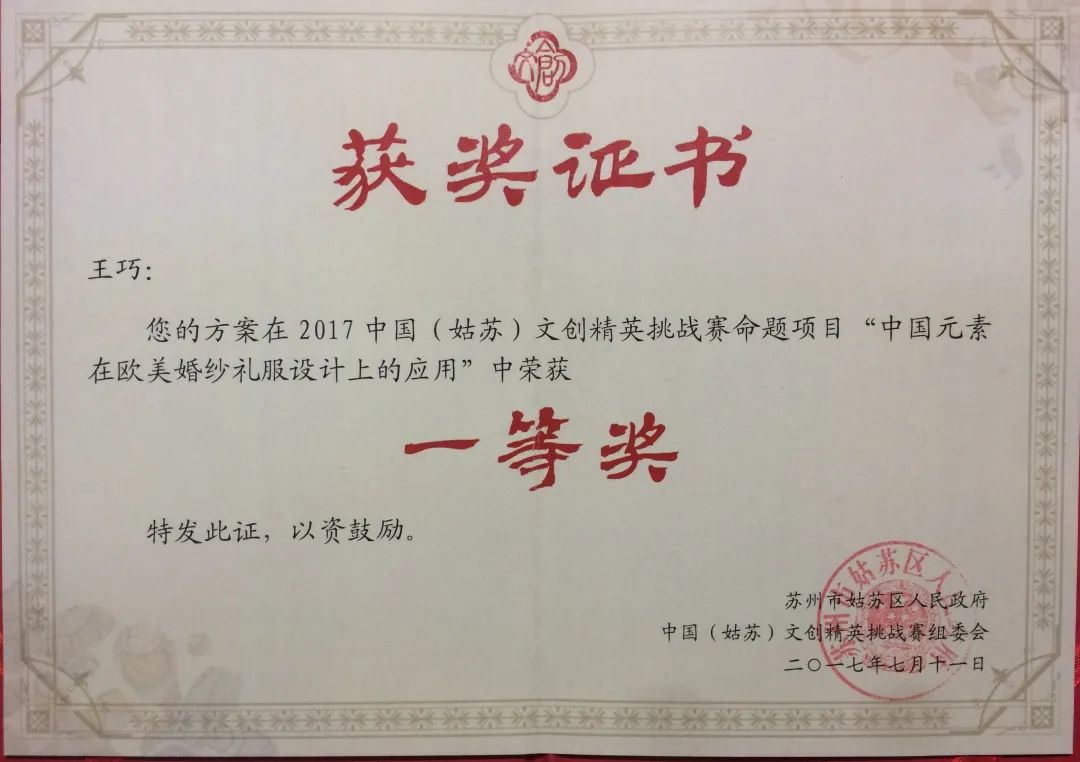 文創
获奖证书
王巧：
您的方案在2017中国（姑苏）文创精英挑战赛命题项目“中国元素
在欧美婚纱礼服设计上的应用”中荣获
一等奖
特发此证，以资鼓励。
苏州市姑苏区人民政府
中国（姑苏）文创精英挑战赛组委会
二〇一七年七月十一日